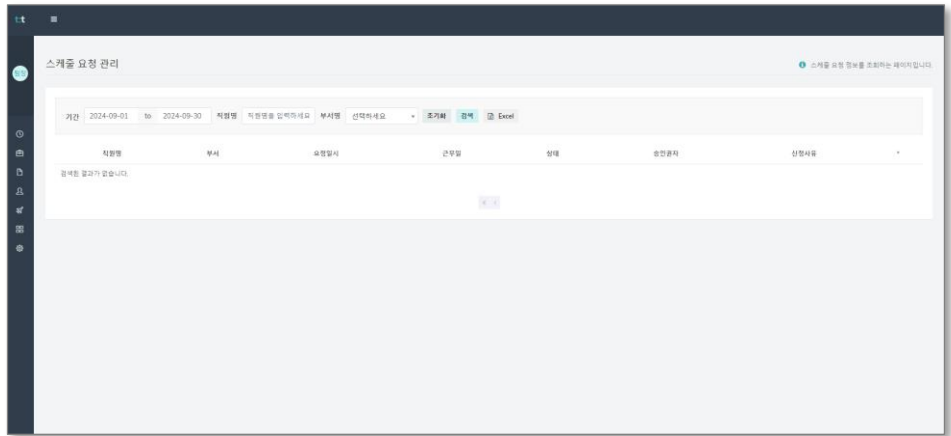 t:t
스케줄 요청 관리
스케줄 요청 정보를 조회하는 페이지입니다.
기간 2024-09-01 to 2024-09-30 직원명 직원명을 입력하세요 부서명 선택하세요 초기화 검색 Excel
직원명 부서 요청일시 근무일 상태 승인권자 신청사유 *
검색된 결과가 없습니다.